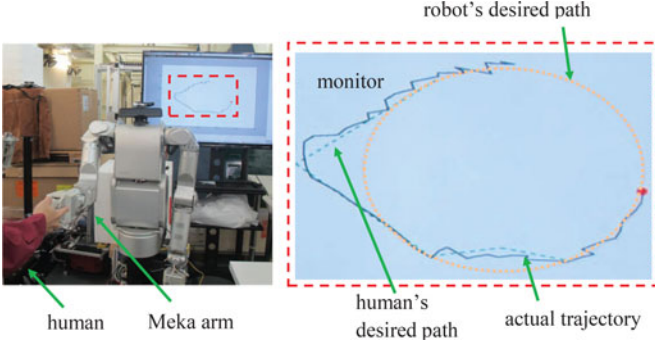 robot's desired path
monitor
human
Meka arm
human's
desired path
actual trajectory